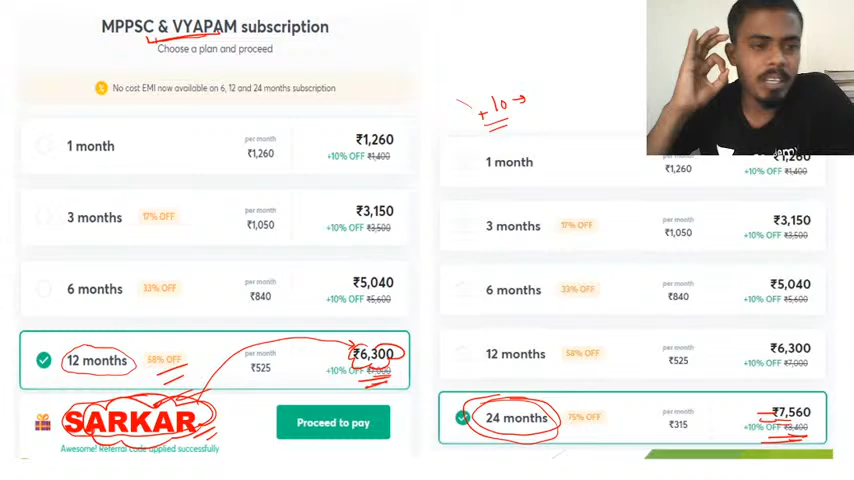 MPPSC & VYAPAM subscription
Choose a plan and proceed
No cost EMI now available on 6, 12 and 24 months subscription
1 month
per month
₹1,260
₹1,260
+10% OFF ₹1,400
3 months
17% OFF
per month
₹1,050
₹3,150
+10% OFF ₹3,500
6 months
33% OFF
per month
₹840
₹5,040
+10% OFF ₹5,600
12 months
58% OFF
per month
₹525
₹6,300
+10% OFF ₹7,000
SARKAR
Proceed to pay
Awesome! Referral code applied successfully
+10
1 month
per month
₹1,260
₹1,260
+10% OFF ₹1,400
3 months
17% OFF
per month
₹1,050
₹3,150
+10% OFF ₹3,500
6 months
33% OFF
per month
₹840
₹5,040
+10% OFF ₹5,600
12 months
58% OFF
per month
₹525
₹6,300
+10% OFF ₹7,000
24 months
75% OFF
per month
₹315
₹7,560
+10% OFF ₹8,400